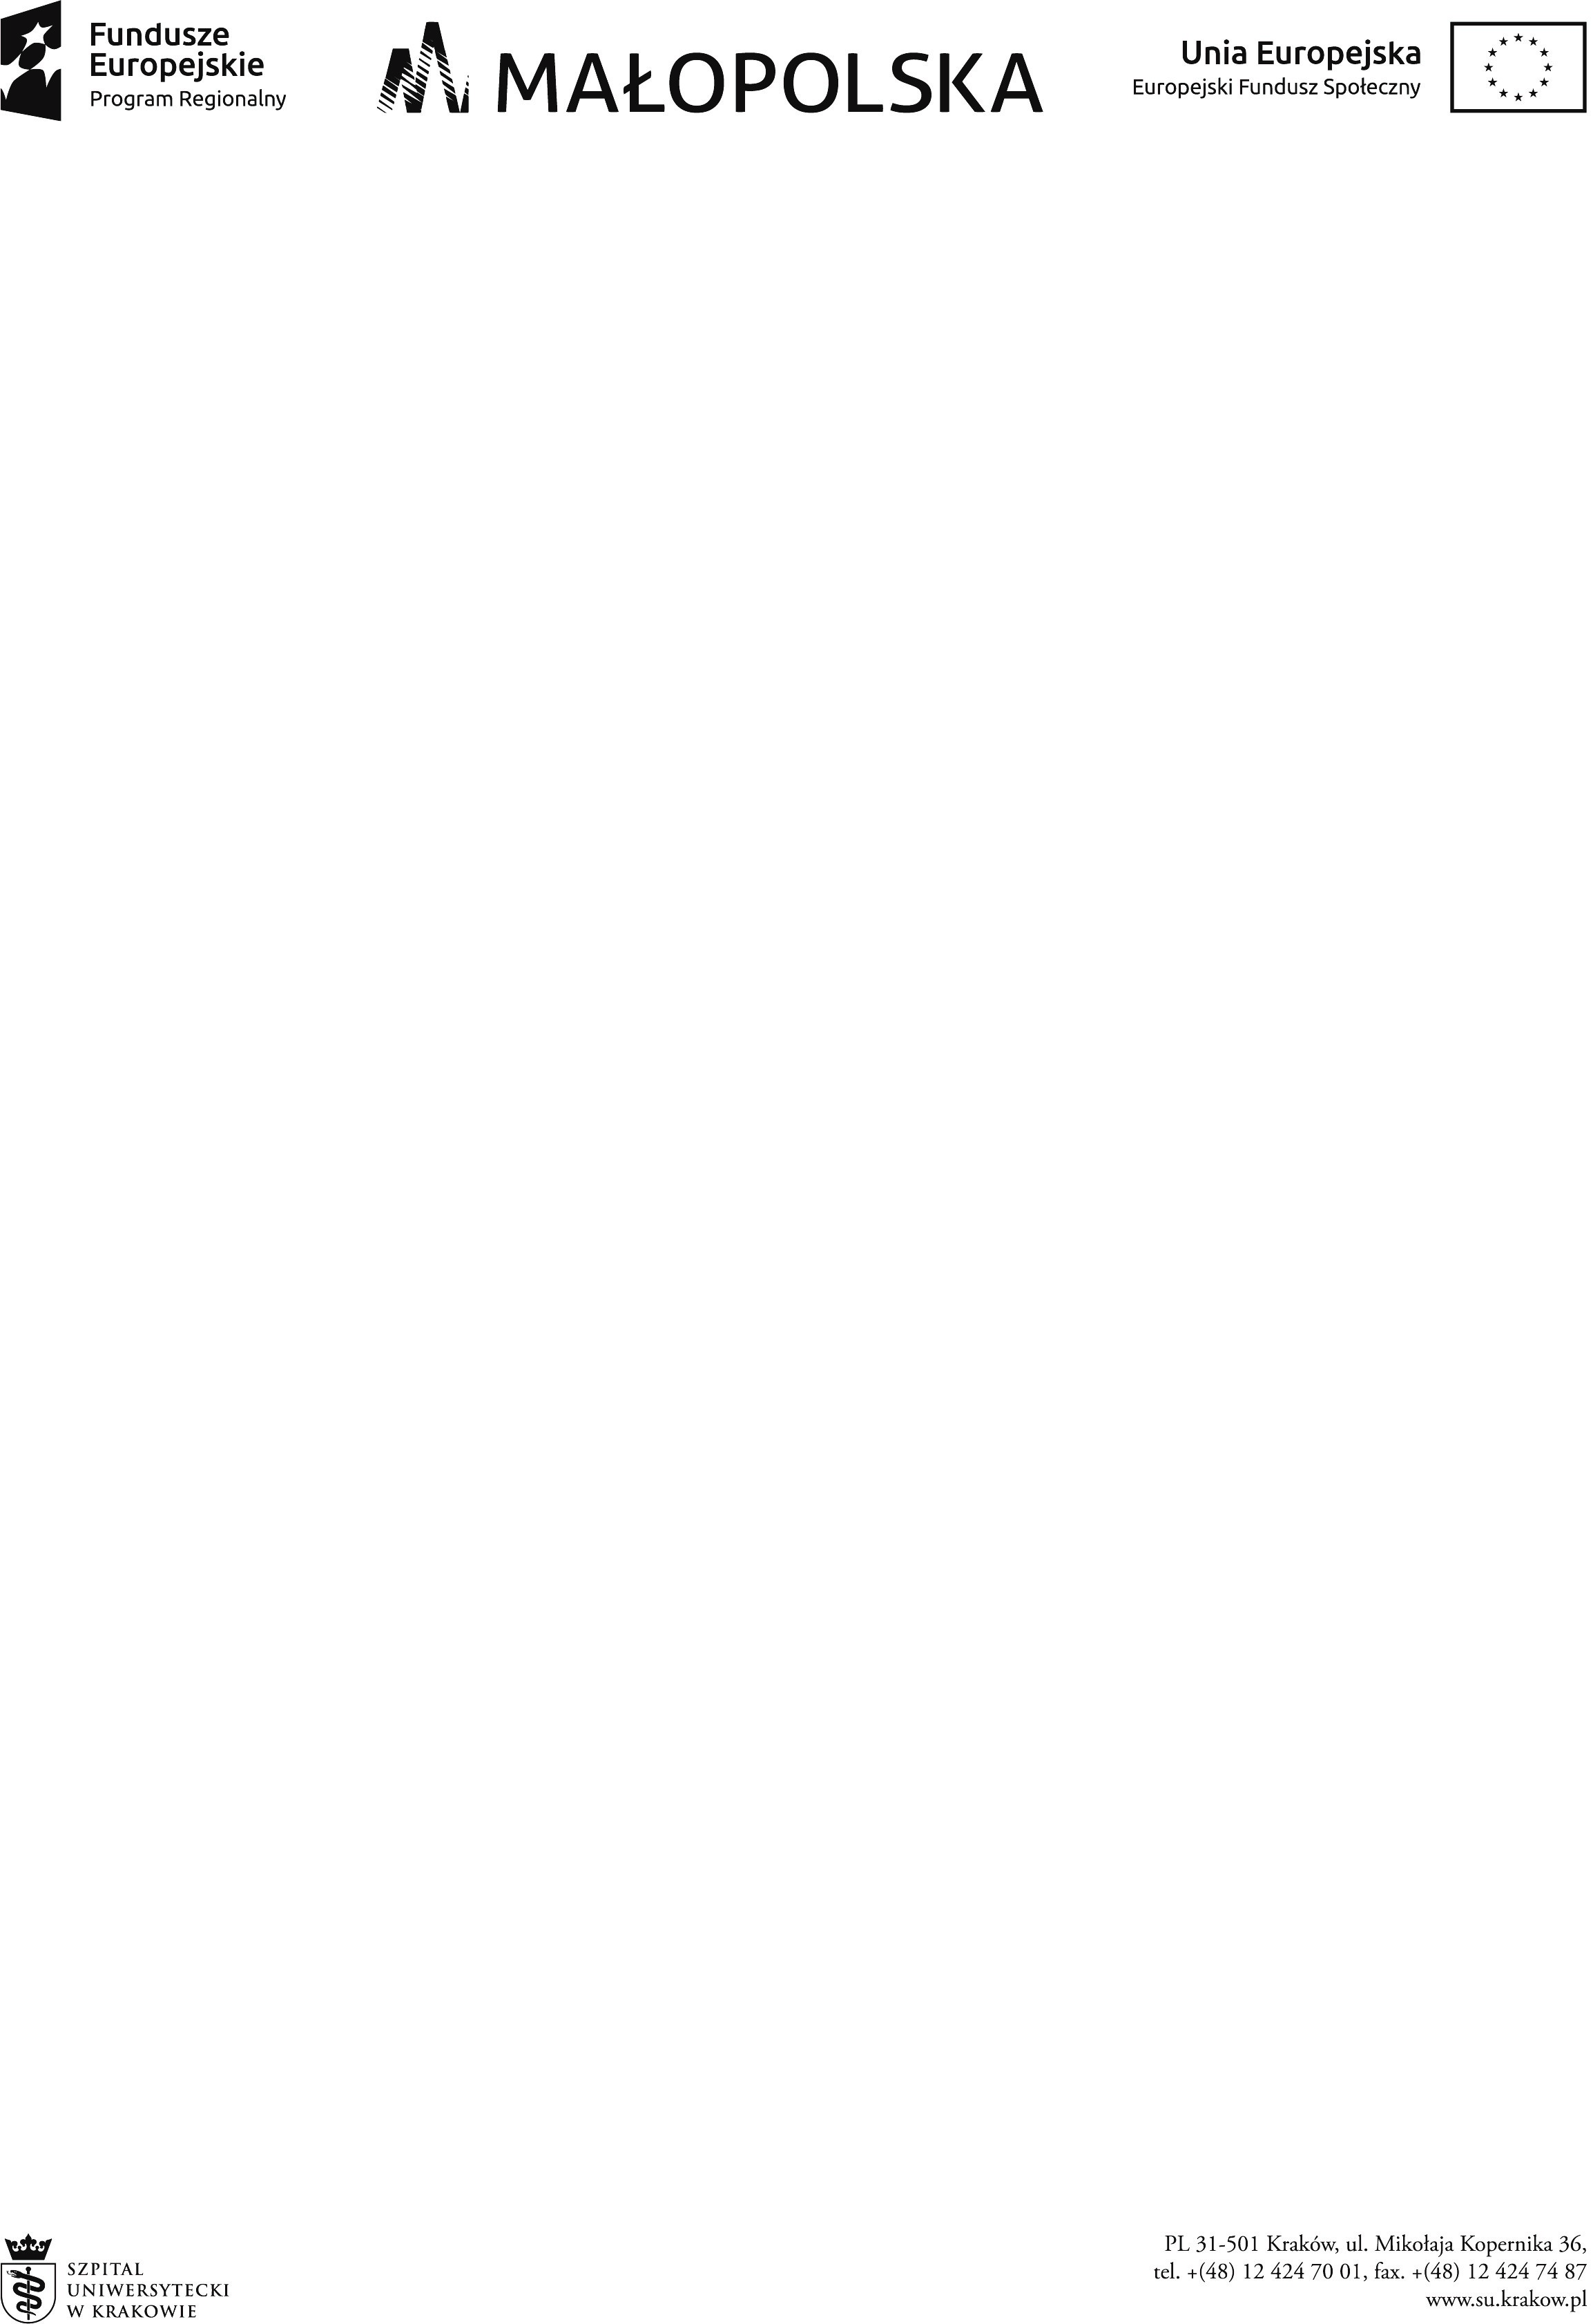 Fundusze
Europejskie
Program Regionalny
MAŁOPOLSKA
Unia Europejska
Europejski Fundusz Społeczny
SZPITAL
UNIWERSYTECKI
W KRAKOWIE
PL 31-501 Kraków, ul. Mikołaja Kopernika 36,
tel. +(48) 12 424 70 01, fax. +(48) 12 424 74 87
www.su.krakow.pl